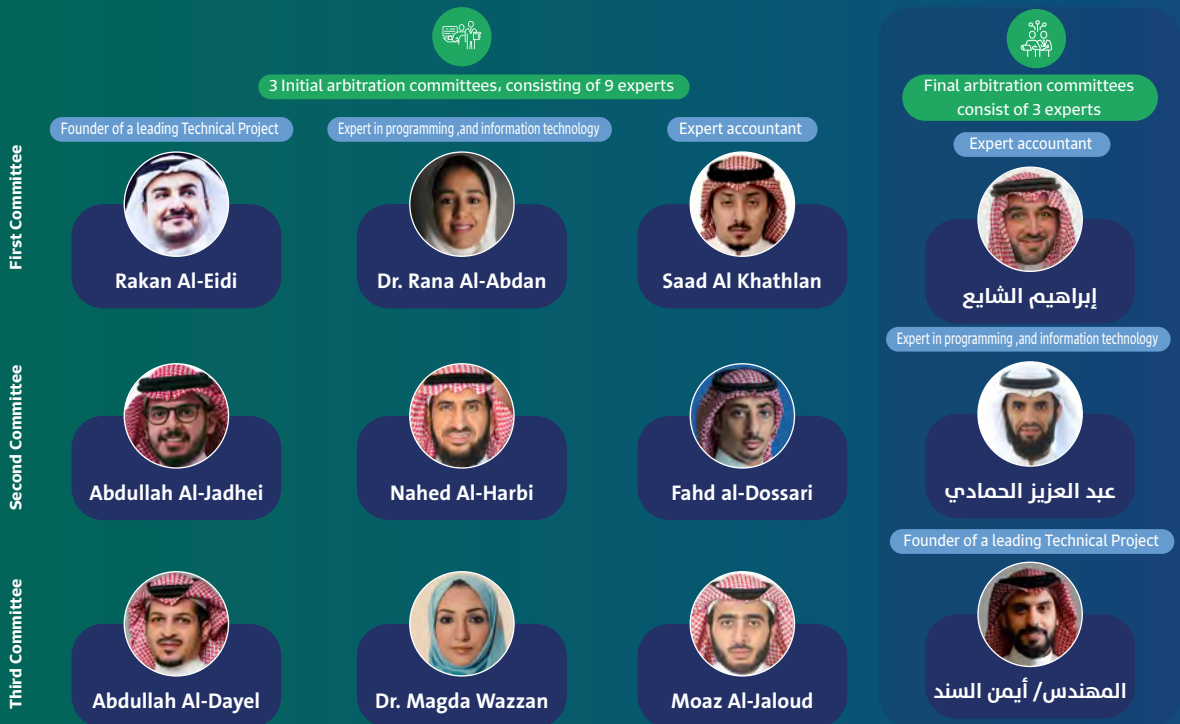 3 Initial arbitration committees، consisting of 9 experts
Founder of a leading Technical Project
Expert in programming ,and information technology
Expert accountant
First Committee
Rakan Al-Eidi
Dr. Rana Al-Abdan
Saad Al Khathlan
Second Committee
Abdullah Al-Jadhei
Nahed Al-Harbi
Fahd al-Dossari
Third Committee
Abdullah Al-Dayel
Dr. Magda Wazzan
Moaz Al-Jaloud
Final arbitration committees
consist of 3 experts
Expert accountant
إبراهيم الشايع
Expert in programming ,and information technology
عبد العزيز الحمادي
Founder of a leading Technical Project
المهندس/ أيمن السند